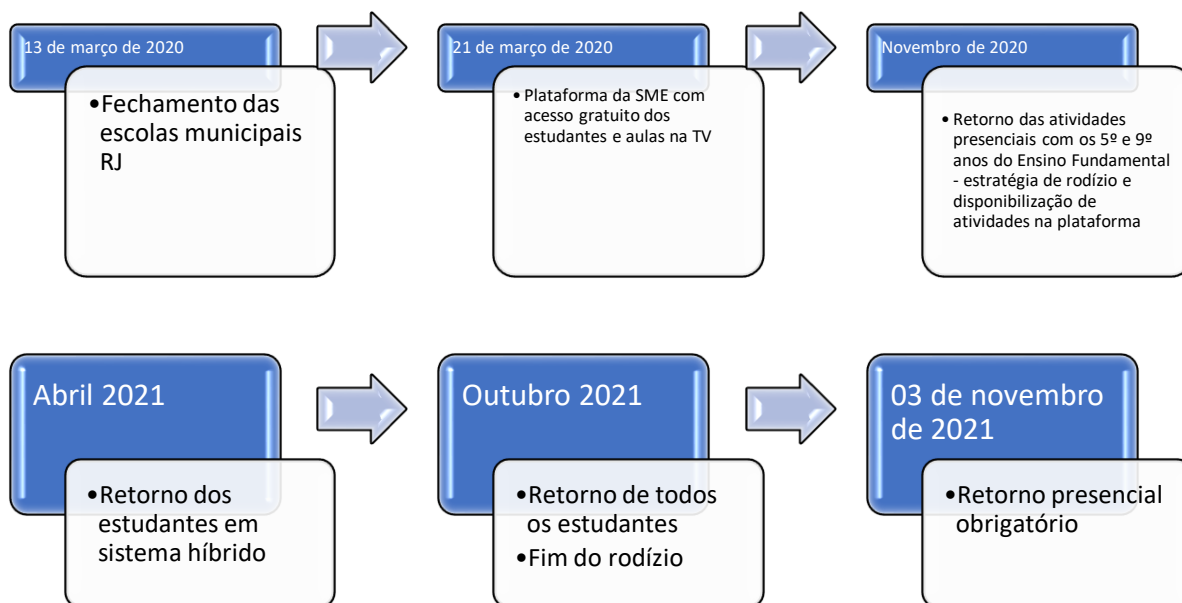 13 de março de 2020
•Fechamento das
escolas municipais
RJ
21 de março de 2020
•Plataforma da SME com
acesso gratuito dos
estudantes e aulas na TV
Novembro de 2020
•Retorno das atividades
presenciais com os 5º e 9º
anos do Ensino Fundamental
- estratégia de rodízio e
disponibilização de
atividades na plataforma
Abril 2021
•Retorno dos
estudantes em
sistema híbrido
Outubro 2021
•Retorno de todos
os estudantes
•Fim do rodízio
03 de novembro
de 2021
•Retorno presencial
obrigatório